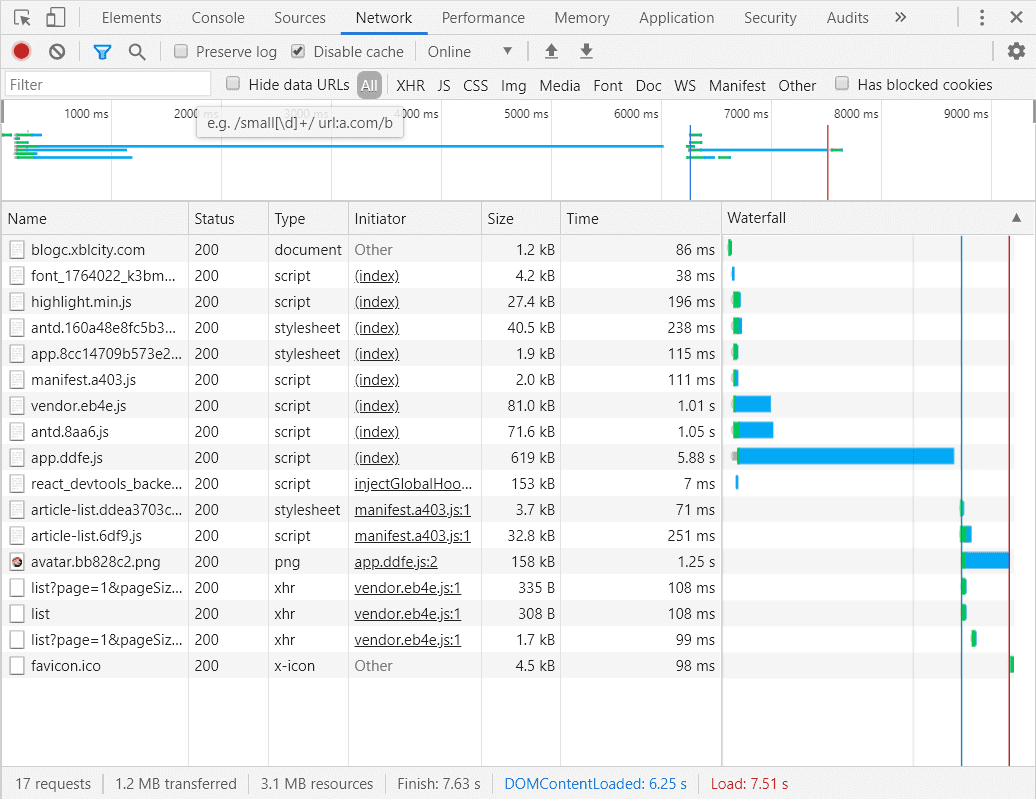 Elements Console Sources Network Performance Memory Application Security Audits »
Preserve log Disable cache Online
Filter Hide data URLs All XHR JS CSS Img Media Font Doc WS Manifest Other Has blocked cookies
1000 ms 4000 ms 5000 ms 6000 ms 7000 ms 8000 ms 9000 ms
e.g. /small[\d]+/ url:a.com/b
Name Status Type Initiator Size Time Waterfall
blogc.xblcity.com 200 document Other 1.2 kB 86 ms
font_1764022_k3bm... 200 script (index) 4.2 kB 38 ms
highlight.min.js 200 script (index) 27.4 kB 196 ms
antd.160a48e8fc5b3... 200 stylesheet (index) 40.5 kB 238 ms
app.8cc14709b573e2... 200 stylesheet (index) 1.9 kB 115 ms
manifest.a403.js 200 script (index) 2.0 kB 111 ms
vendor.eb4e.js 200 script (index) 81.0 kB 1.01 s
antd.8aa6.js 200 script (index) 71.6 kB 1.05 s
app.ddfe.js 200 script (index) 619 kB 5.88 s
react_devtools_backe... 200 script injectGlobalHoo... 153 kB 7 ms
article-list.ddea3703c... 200 stylesheet manifest.a403.js:1 3.7 kB 71 ms
article-list.6df9.js 200 script manifest.a403.js:1 32.8 kB 251 ms
avatar.bb828c2.png 200 png app.ddfe.js:2 158 kB 1.25 s
list?page=1&pageSiz... 200 xhr vendor.eb4e.js:1 335 B 108 ms
list 200 xhr vendor.eb4e.js:1 308 B 108 ms
list?page=1&pageSiz... 200 xhr vendor.eb4e.js:1 1.7 kB 99 ms
favicon.ico 200 x-icon Other 4.5 kB 98 ms
17 requests 1.2 MB transferred 3.1 MB resources Finish: 7.63 s DOMContentLoaded: 6.25 s Load: 7.51 s